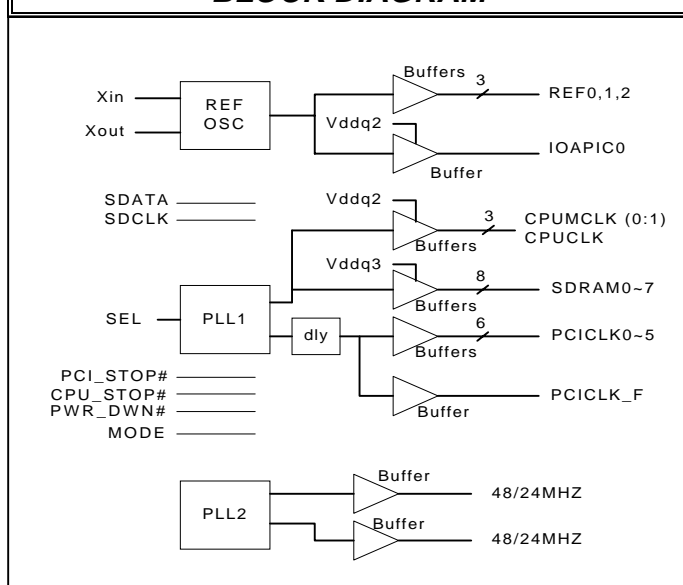 BLOCK DIAGRAM
Buffers
3
Xin
REF
OSC
REF0,1,2
Xout
Vddq2
IOAPIC0
Buffer
SDATA
SDCLK
Vddq2
3
CPUMCLK (0:1)
CPUCLK
Buffers
Vddq3
8
SDRAM0~7
Buffers
SEL
PLL1
dly
6
PCICLK0~5
Buffers
PCI_STOP#
CPU_STOP#
PWR_DWN#
MODE
PCICLK_F
Buffer
Buffer
48/24MHZ
PLL2
Buffer
48/24MHZ